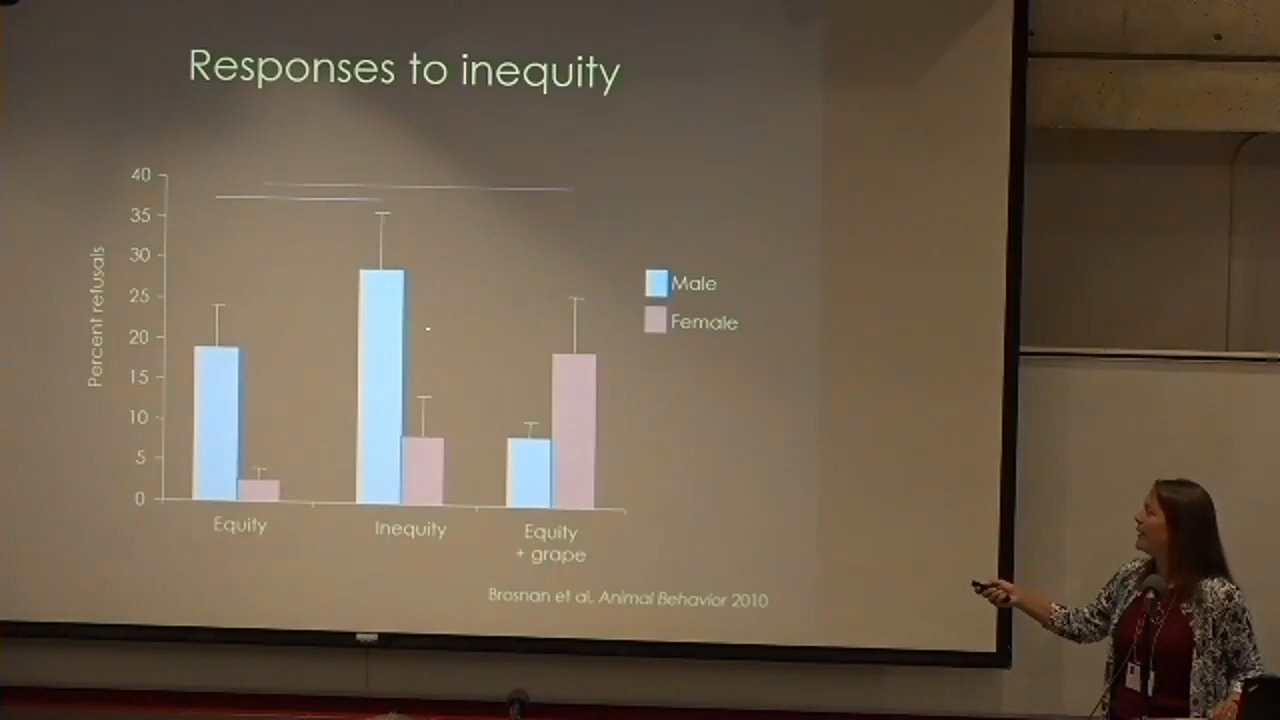 Responses to inequity
40
35
30
25
20
15
10
5
0
Percent refusals
Male
Female
Equity
Inequity
Equity
+ grape
Brosnan et al, Animal Behavior 2010